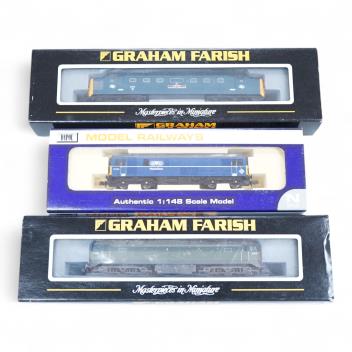 GRAHAM FARISH
Masterpieces in Miniature
GRAHAM
MODEL RAILWAYS
Authentic 1:148 Scale Model
N
GRAHAM FARISH
Masterpieces in Miniature